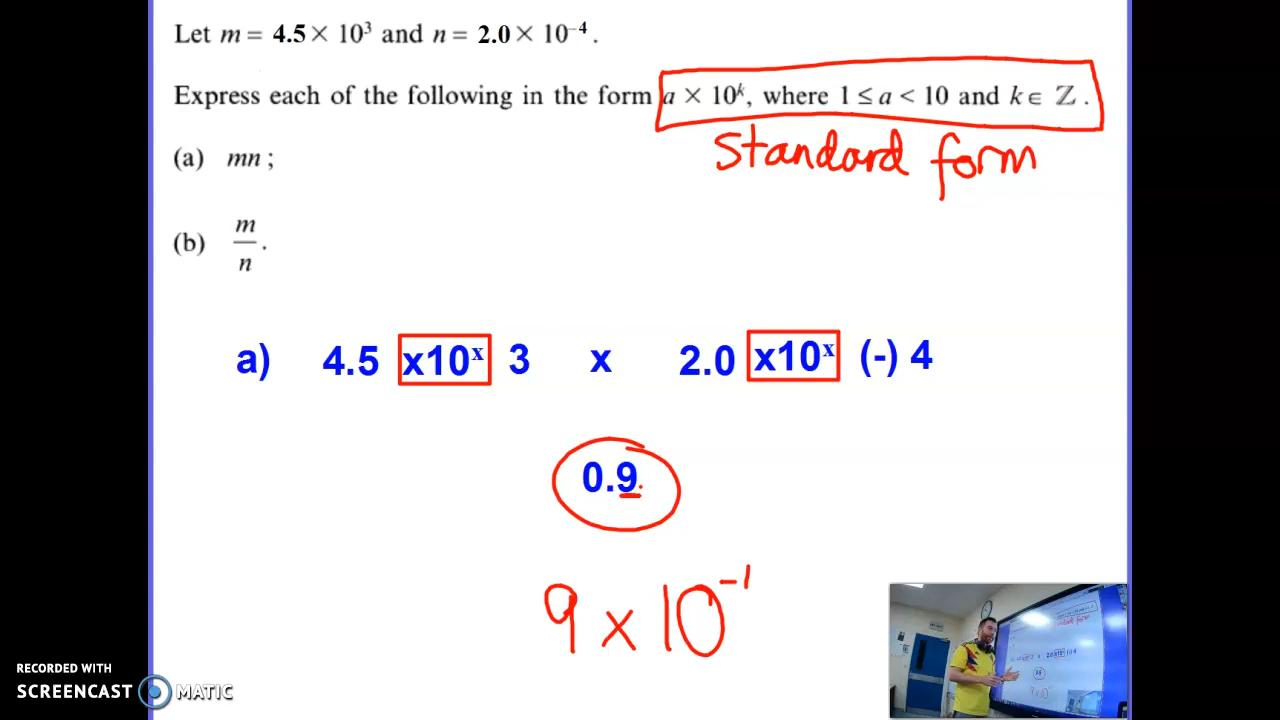 Let m = 4.5 × 10³ and n = 2.0 × 10⁻⁴ .
Express each of the following in the form a × 10ᵏ, where 1 ≤ a < 10 and k ∈ ℤ .
standard form
(a) mn ;
(b) m/n .
a) 4.5 x10ˣ 3 x 2.0 x10ˣ (-) 4
0.9
9 × 10⁻¹
RECORDED WITH
SCREENCAST MATIC